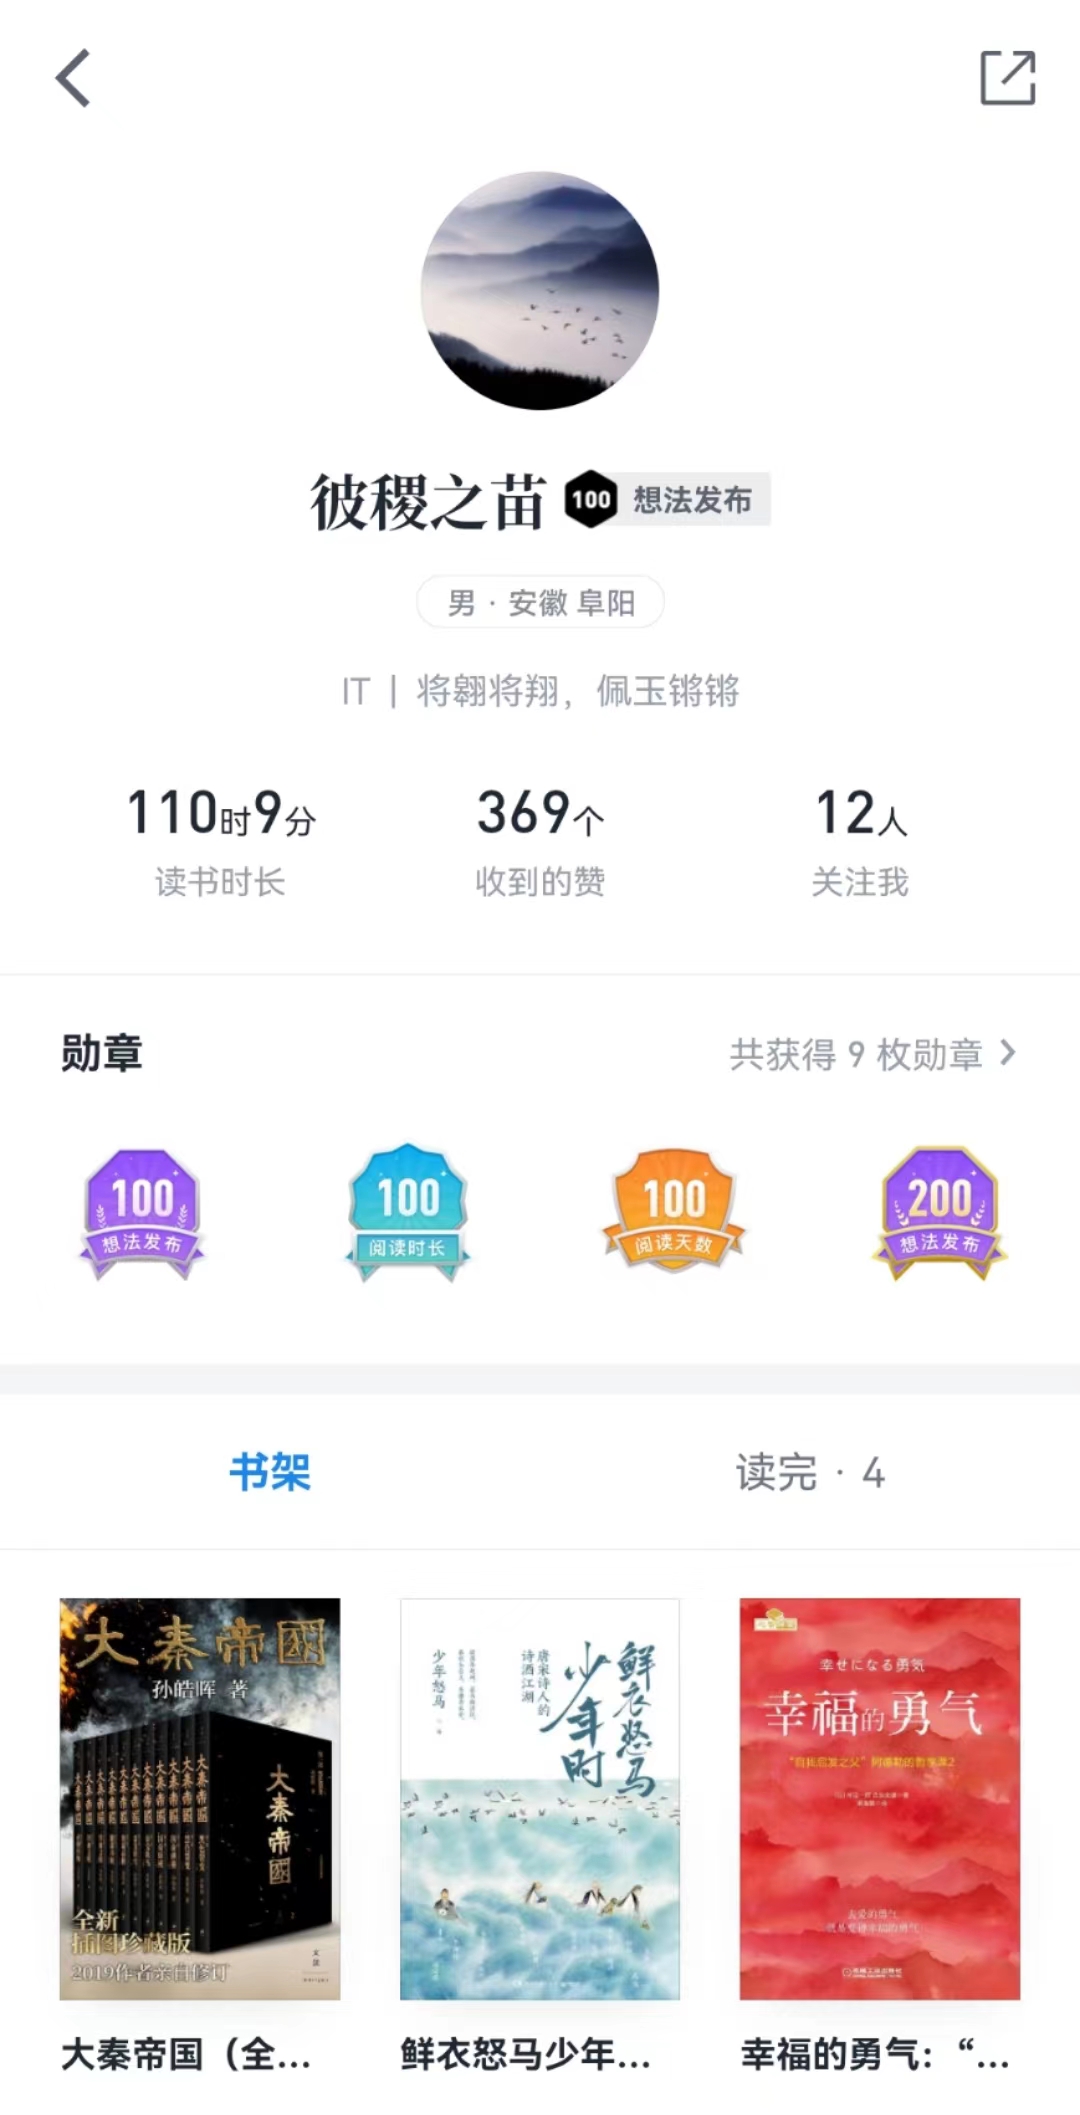 彼稷之苗 100 想法发布
男 · 安徽 阜阳
IT | 将翱将翔，佩玉锵锵
110时9分 369个 12人
读书时长 收到的赞 关注我
勋章 共获得 9 枚勋章
100 100 100 200
想法发布 阅读时长 阅读天数 想法发布
书架 读完 · 4
大秦帝國
孙皓晖 著
大秦帝國
全新
插图珍藏版
2019作者亲自修订
鲜衣怒马
少年时
唐宋诗人的
诗酒江湖
少年怒马
幸せになる勇気
幸福的勇气
“自我启发之父”阿德勒的哲学课2
大秦帝国（全...
鲜衣怒马少年...
幸福的勇气：“...